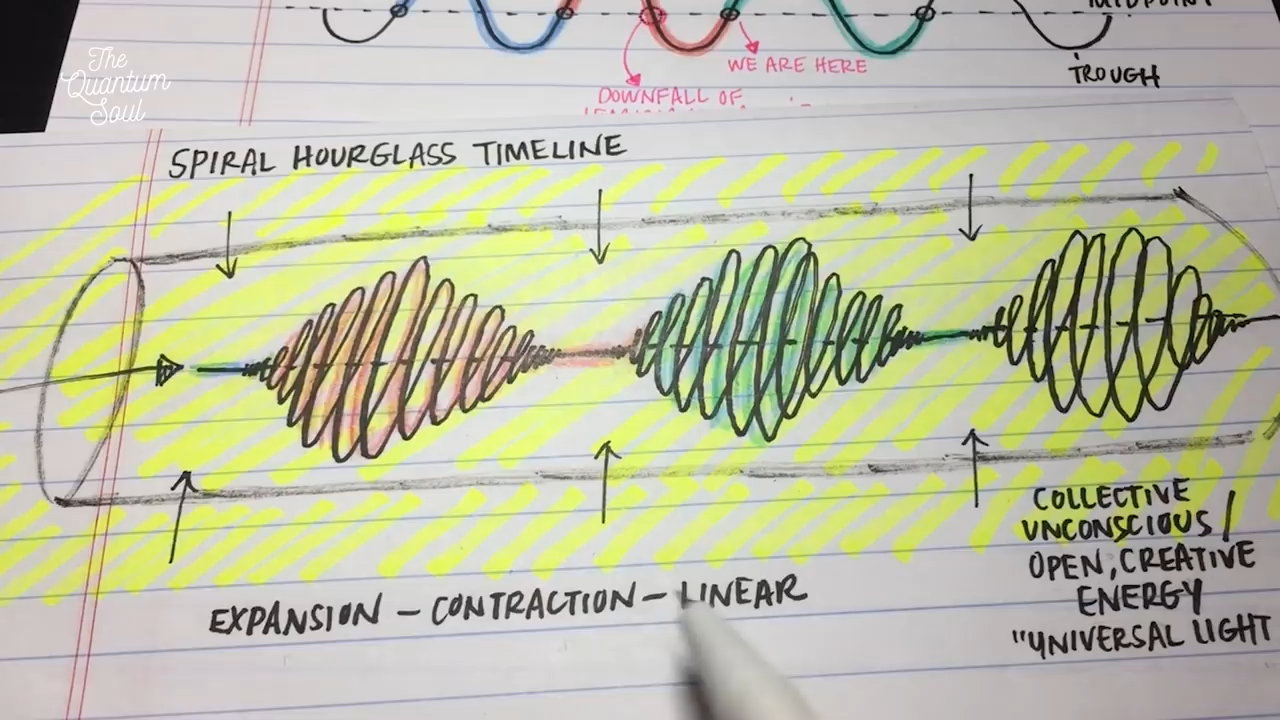 MIDPOINT
The
Quantum
Soul
WE ARE HERE
TROUGH
DOWNFALL OF
SPIRAL HOURGLASS TIMELINE
COLLECTIVE
UNCONSCIOUS/
OPEN, CREATIVE
ENERGY
"UNIVERSAL LIGHT
EXPANSION - CONTRACTION - LINEAR